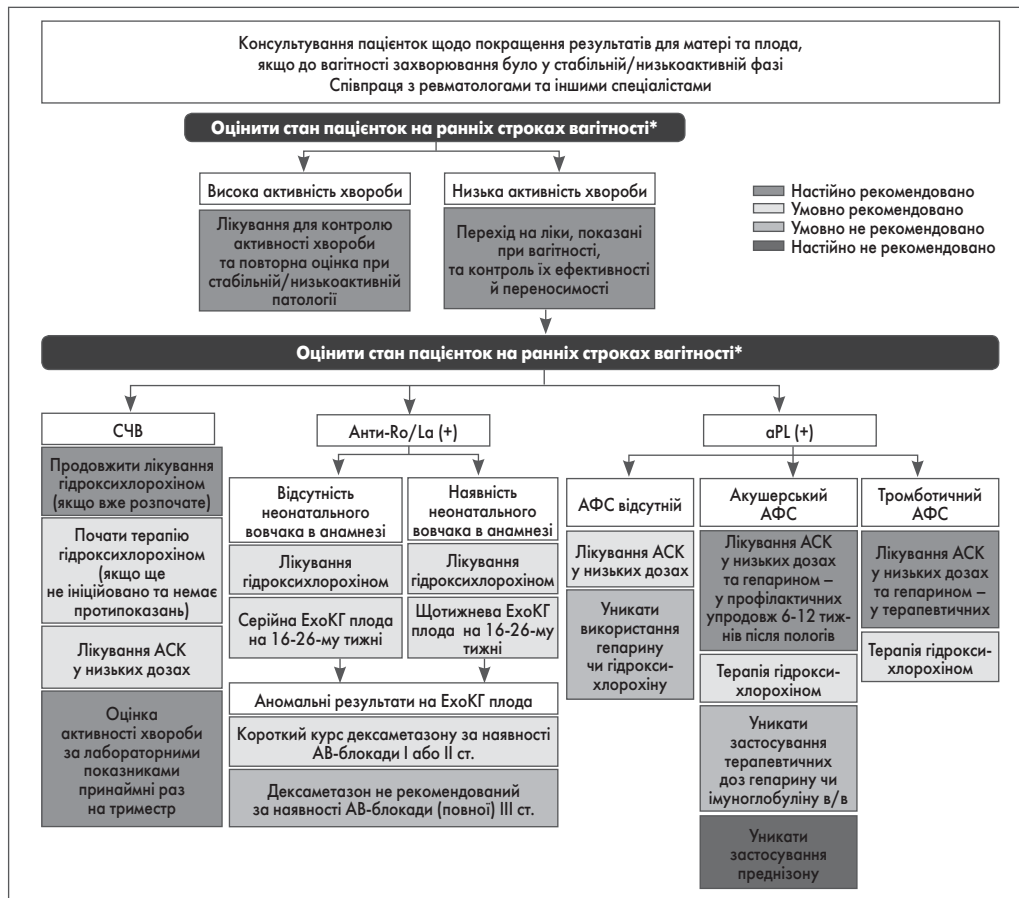 Консультування пацієнток щодо покращення результатів для матері та плода,
якщо до вагітності захворювання було у стабільній/низькоактивній фазі
Співпраця з ревматологами та іншими спеціалістами
Оцінити стан пацієнток на ранніх строках вагітності*
Висока активність хвороби
Лікування для контролю
активності хвороби
та повторна оцінка при
стабільній/низькоактивній
патології
Низька активність хвороби
Перехід на ліки, показані
при вагітності,
та контроль їх ефективності
й переносимості
Настійно рекомендовано
Умовно рекомендовано
Умовно не рекомендовано
Настійно не рекомендовано
Оцінити стан пацієнток на ранніх строках вагітності*
СЧВ
Продовжити лікування
гідроксихлорохіном
(якщо вже розпочате)
Почати терапію
гідроксихлорохіном
(якщо ще
не ініційовано та немає
протипоказань)
Лікування АСК
у низьких дозах
Оцінка
активності хвороби
за лабораторними
показниками
принаймні раз
на триместр
Анти-Ro/La (+)
Відсутність
неонатального
вовчака в анамнезі
Лікування
гідроксихлорохіном
Серійна ЕхоКГ плода
на 16-26-му тижні
Наявність
неонатального
вовчака в анамнезі
Лікування
гідроксихлорохіном
Щотижнева ЕхоКГ
плода на 16-26-му
тижні
Аномальні результати на ЕхоКГ плода
Короткий курс дексаметазону за наявності
АВ-блокади І або ІІ ст.
Дексаметазон не рекомендований
за наявності АВ-блокади (повної) ІІІ ст.
aPL (+)
АФС відсутній
Лікування АСК
у низьких дозах
Уникати
використання
гепарину
чи гідрокси-
хлорохіну
Акушерський
АФС
Лікування АСК
у низьких дозах
та гепарином –
у профілактичних
упродовж 6-12 тиж-
нів після пологів
Терапія гідрокси-
хлорохіном
Уникати
застосування
терапевтичних
доз гепарину чи
імуноглобуліну в/в
Уникати
застосування
преднізону
Тромботичний
АФС
Лікування АСК
у низьких дозах
та гепарином –
у терапевтичних
Терапія гідрокси-
хлорохіном